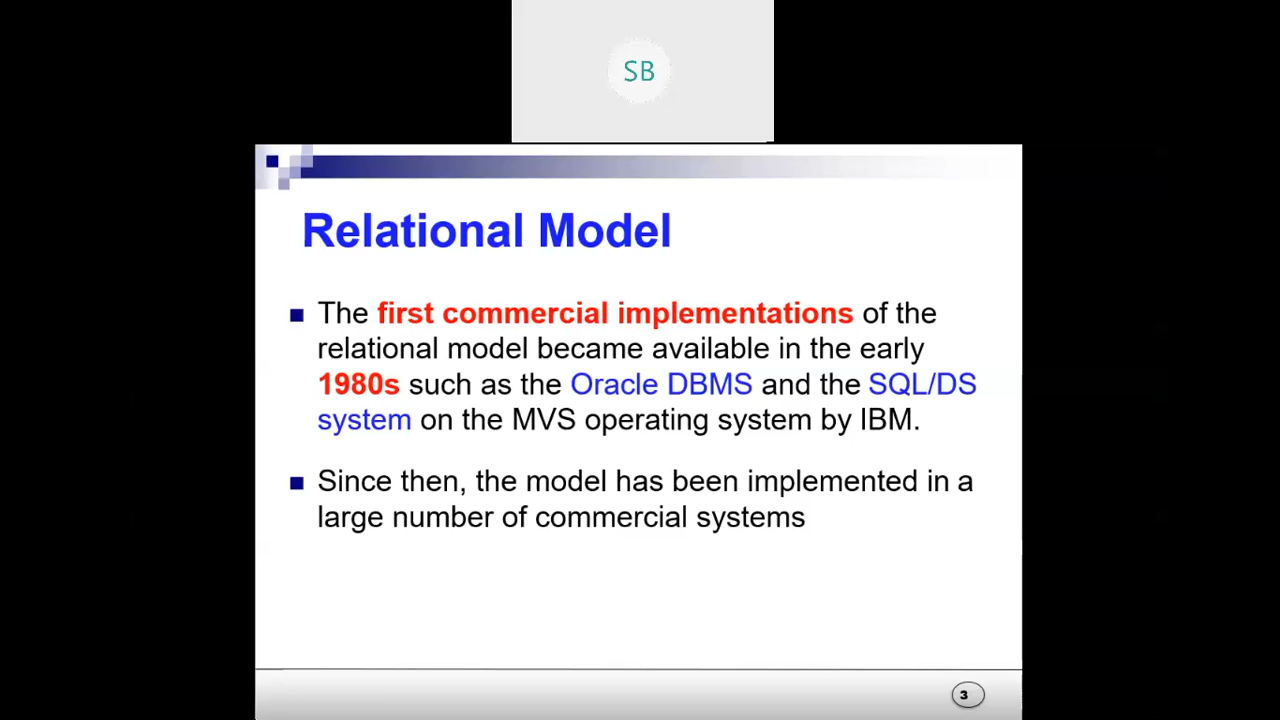 SB
Relational Model
The first commercial implementations of the
relational model became available in the early
1980s such as the Oracle DBMS and the SQL/DS
system on the MVS operating system by IBM.
Since then, the model has been implemented in a
large number of commercial systems
3